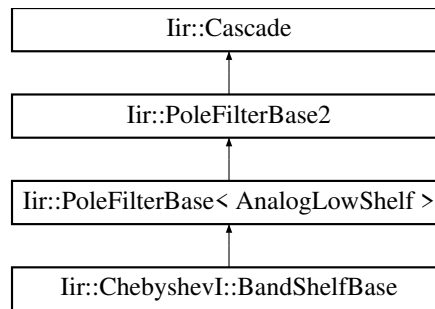 Iir::Cascade
Iir::PoleFilterBase2
Iir::PoleFilterBase< AnalogLowShelf >
Iir::ChebyshevI::BandShelfBase